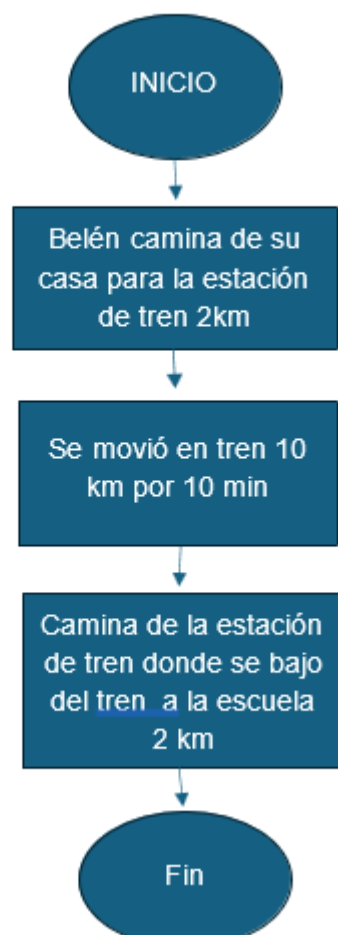 INICIO
Belén camina de su
casa para la estación
de tren 2km
Se movió en tren 10
km por 10 min
Camina de la estación
de tren donde se bajo
del tren  a la escuela
2 km
Fin